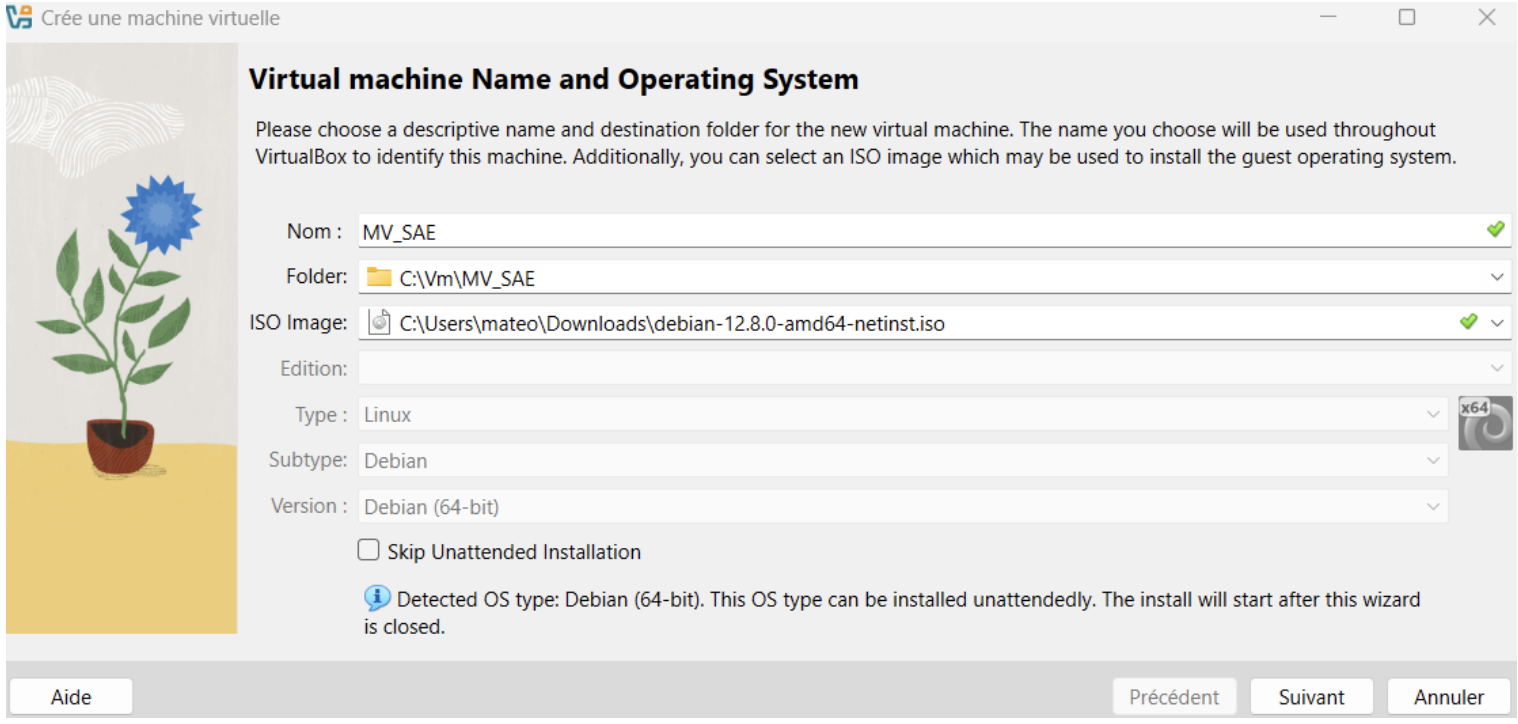 Crée une machine virtuelle
Virtual machine Name and Operating System
Please choose a descriptive name and destination folder for the new virtual machine. The name you choose will be used throughout
VirtualBox to identify this machine. Additionally, you can select an ISO image which may be used to install the guest operating system.
Nom : MV_SAE
Folder: C:\Vm\MV_SAE
ISO Image: C:\Users\mateo\Downloads\debian-12.8.0-amd64-netinst.iso
Edition:
Type : Linux x64
Subtype: Debian
Version : Debian (64-bit)
Skip Unattended Installation
Detected OS type: Debian (64-bit). This OS type can be installed unattendedly. The install will start after this wizard
is closed.
Aide Précédent Suivant Annuler